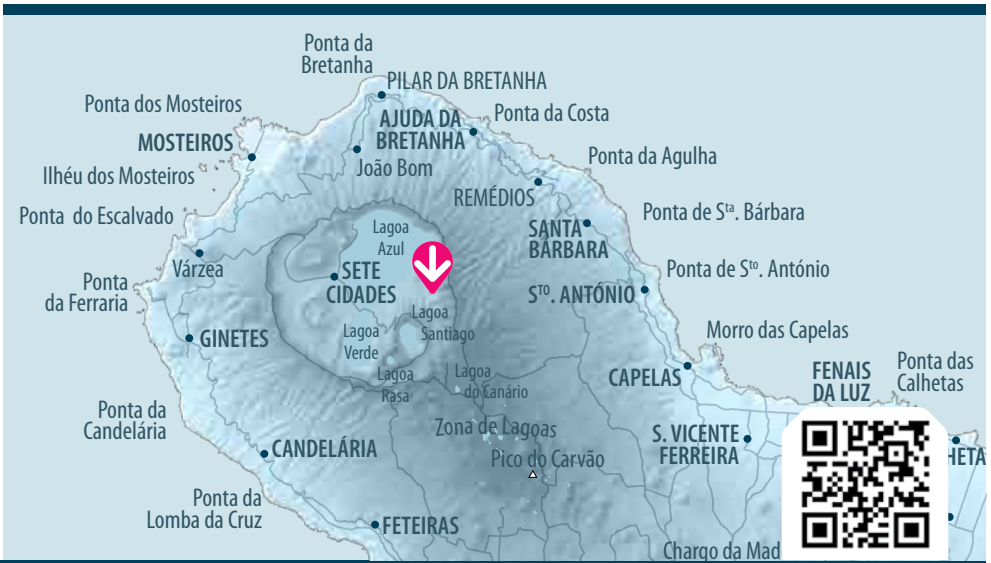 Ponta da
Bretanha
PILAR DA BRETANHA
Ponta dos Mosteiros
AJUDA DA
BRETANHA
Ponta da Costa
MOSTEIROS
João Bom
Ponta da Agulha
Ilhéu dos Mosteiros
REMÉDIOS
Ponta do Escalvado
Lagoa
Azul
SANTA
BÁRBARA
Ponta de Sta. Bárbara
Várzea
SETE
CIDADES
Ponta de Sto. António
Ponta
da Ferraria
STO. ANTÓNIO
Lagoa
Santiago
GINETES
Lagoa
Verde
Morro das Capelas
Lagoa
Rasa
Lagoa
do Canário
CAPELAS
FENAIS
DA LUZ
Ponta das
Calhetas
Ponta da
Candelária
Zona de Lagoas
S. VICENTE
FERREIRA
CANDELÁRIA
Pico do Carvão
HETA
Ponta da
Lomba da Cruz
FETEIRAS
Chargo da Mad